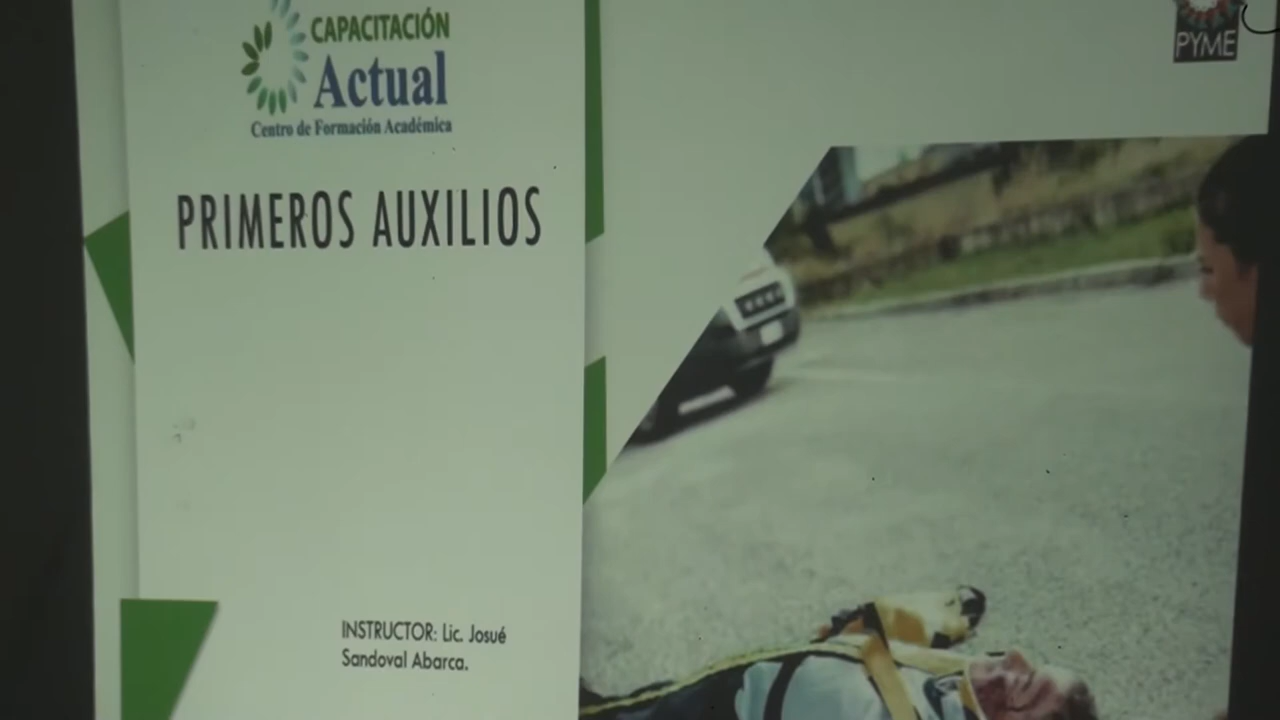 CAPACITACIÓN
Actual
Centro de Formación Académica
PRIMEROS AUXILIOS
INSTRUCTOR: Lic. Josué
Sandoval Abarca.
PYME